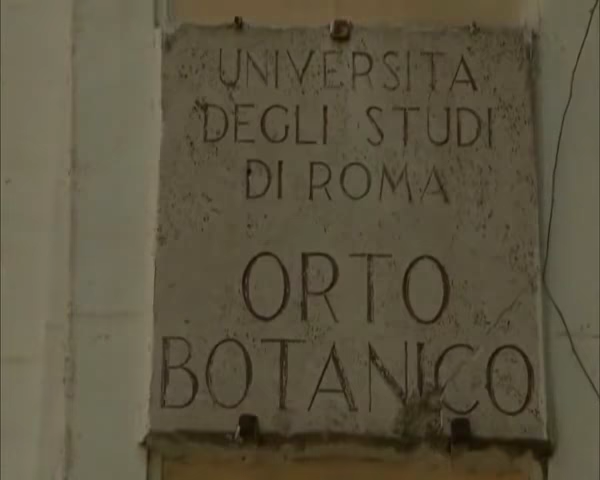 UNIVERSITA
DEGLI STUDI
DI ROMA
ORTO
BOTANICO